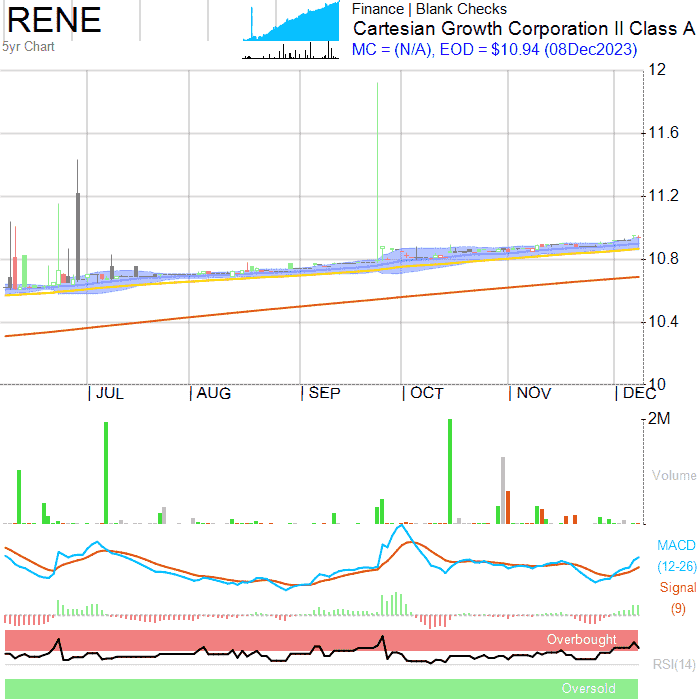 RENE
5yr Chart
Finance | Blank Checks
Cartesian Growth Corporation II Class A
MC = (N/A), EOD = $10.94 (08Dec2023)
12
11.6
11.2
10.8
10.4
10
JUL AUG SEP OCT NOV DEC
2M
Volume
MACD
(12-26)
Signal
(9)
Overbought
RSI(14)
Oversold